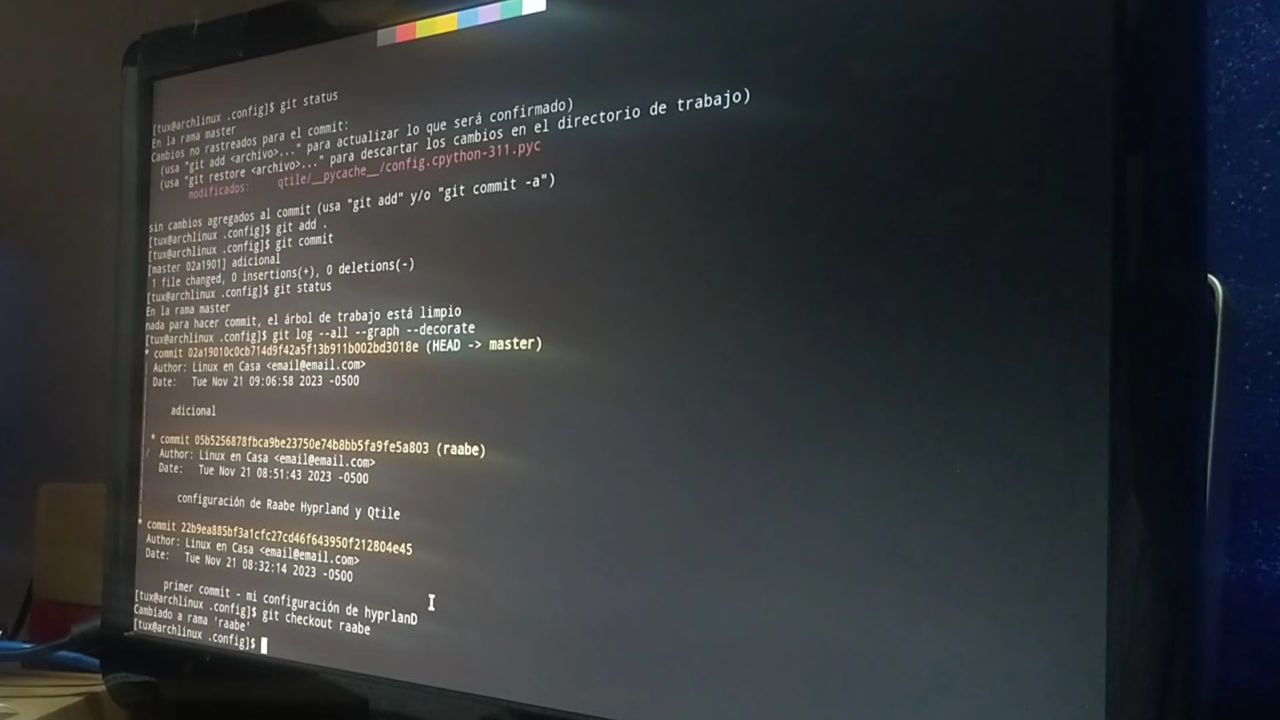 [tux@archlinux .config]$ git status
En la rama master
Cambios no rastreados para el commit:
(usa "git add <archivo>..." para actualizar lo que será confirmado)
(usa "git restore <archivo>..." para descartar los cambios en el directorio de trabajo)
modificados: qtile/__pycache__/config.cpython-311.pyc
sin cambios agregados al commit (usa "git add" y/o "git commit -a")
[tux@archlinux .config]$ git add .
[tux@archlinux .config]$ git commit
[master 02a1901] adicional
1 file changed, 0 insertions(+), 0 deletions(-)
[tux@archlinux .config]$ git status
En la rama master
nada para hacer commit, el árbol de trabajo está limpio
[tux@archlinux .config]$ git log --all --graph --decorate
* commit 02a19010c0cb714d9f42a5f13b911b002bd3018e (HEAD -> master)
| Author: Linux en Casa <email@email.com>
| Date: Tue Nov 21 09:06:58 2023 -0500
|
| adicional
|
| * commit 05b5256878fbca9be23750e74b8bb5fa9fe5a803 (raabe)
|/ Author: Linux en Casa <email@email.com>
| Date: Tue Nov 21 08:51:43 2023 -0500
|
| configuración de Raabe Hyprland y Qtile
|
* commit 22b9ea885bf3a1cfc27cd46f643950f212804e45
Author: Linux en Casa <email@email.com>
Date: Tue Nov 21 08:32:14 2023 -0500
primer commit - mi configuración de hyprlanD
[tux@archlinux .config]$ git checkout raabe
Cambiado a rama 'raabe'
[tux@archlinux .config]$